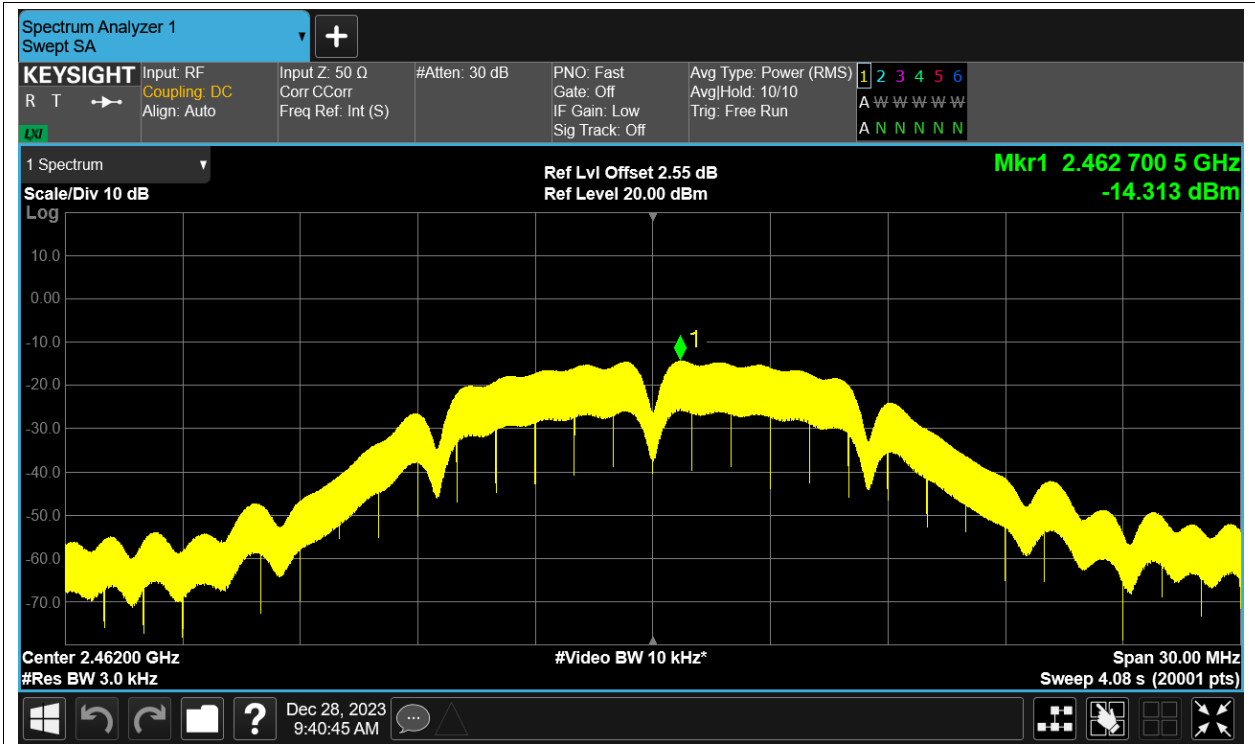 Spectrum Analyzer 1
Swept SA
+
KEYSIGHT
R T
LXI
Input: RF
Coupling: DC
Align: Auto
Input Z: 50 Ω
Corr CCorr
Freq Ref: Int (S)
#Atten: 30 dB
PNO: Fast
Gate: Off
IF Gain: Low
Sig Track: Off
Avg Type: Power (RMS)
Avg|Hold: 10/10
Trig: Free Run
1 2 3 4 5 6
A W W W W W
A N N N N N
1 Spectrum
Scale/Div 10 dB
Log
Ref Lvl Offset 2.55 dB
Ref Level 20.00 dBm
Mkr1 2.462 700 5 GHz
-14.313 dBm
10.0
0.00
-10.0
-20.0
-30.0
-40.0
-50.0
-60.0
-70.0
1
Center 2.46200 GHz
#Res BW 3.0 kHz
#Video BW 10 kHz*
Span 30.00 MHz
Sweep 4.08 s (20001 pts)
?
Dec 28, 2023
9:40:45 AM